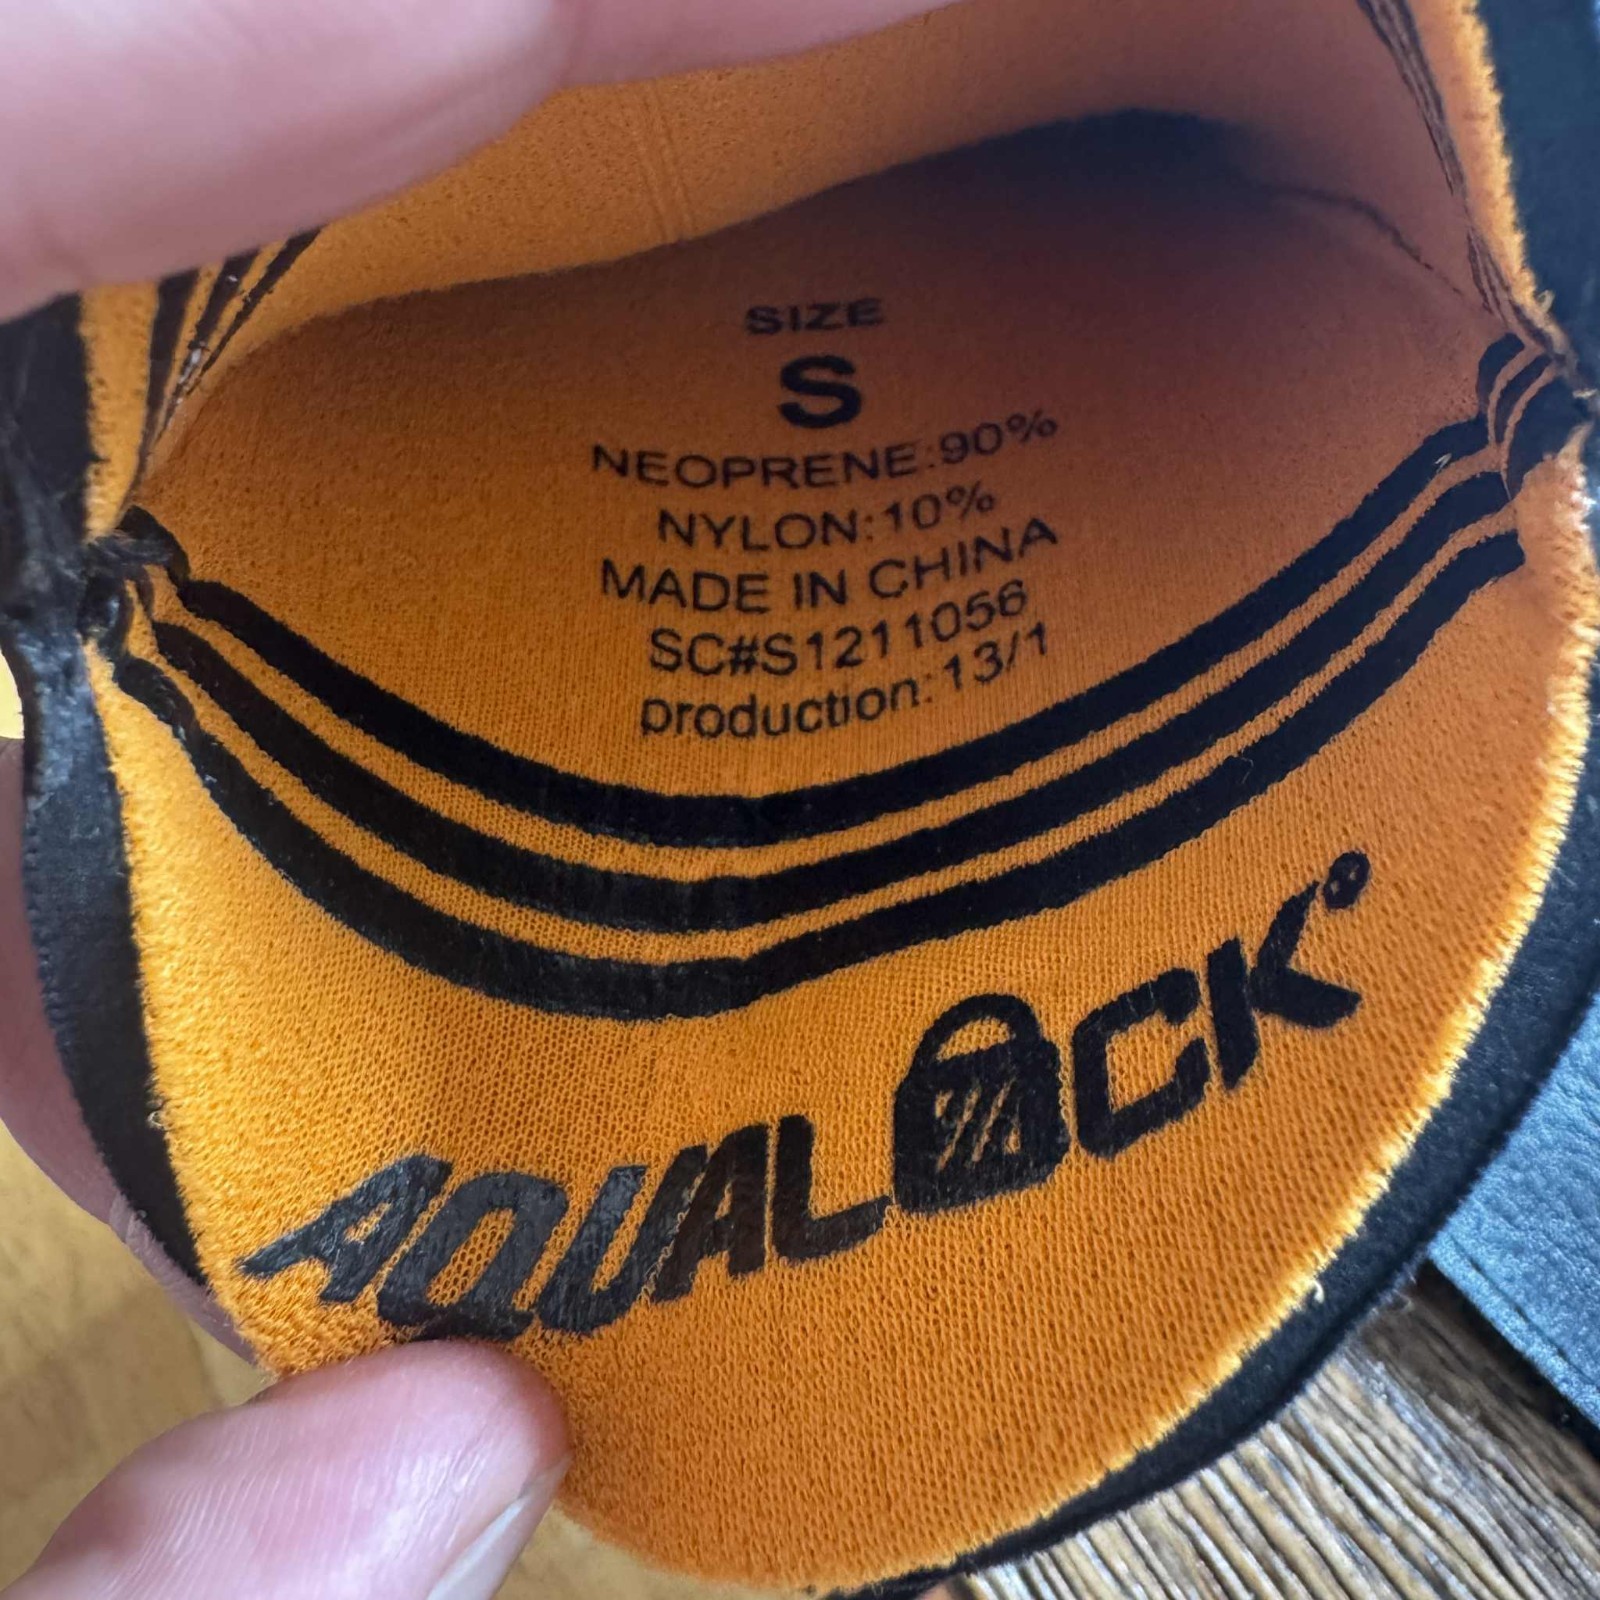 SIZE
S
NEOPRENE:90%
NYLON:10%
MADE IN CHINA
SC#S1211056
production:13/1
AQUALOCK®